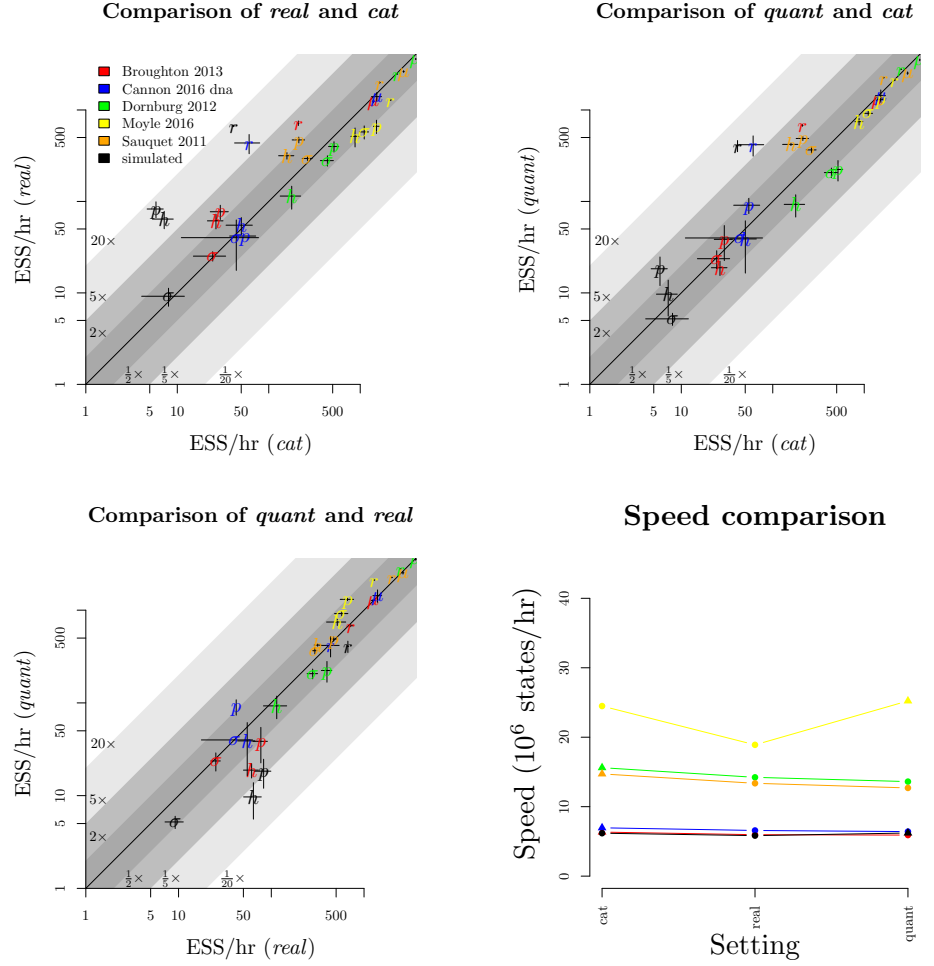 Comparison of real and cat
Broughton 2013
Cannon 2016 dna
Dornburg 2012
Moyle 2016
Sauquet 2011
simulated
20×
5×
2×
1/2× 1/5× 1/20×
1 5 10 50 500
1 5 10 50 500
ESS/hr (real)
ESS/hr (cat)
Comparison of quant and cat
20×
5×
2×
1/2× 1/5× 1/20×
1 5 10 50 500
1 5 10 50 500
ESS/hr (quant)
ESS/hr (cat)
Comparison of quant and real
20×
5×
2×
1/2× 1/5× 1/20×
1 5 10 50 500
1 5 10 50 500
ESS/hr (quant)
ESS/hr (real)
Speed comparison
0 10 20 30 40
Speed (10⁶ states/hr)
cat real quant
Setting